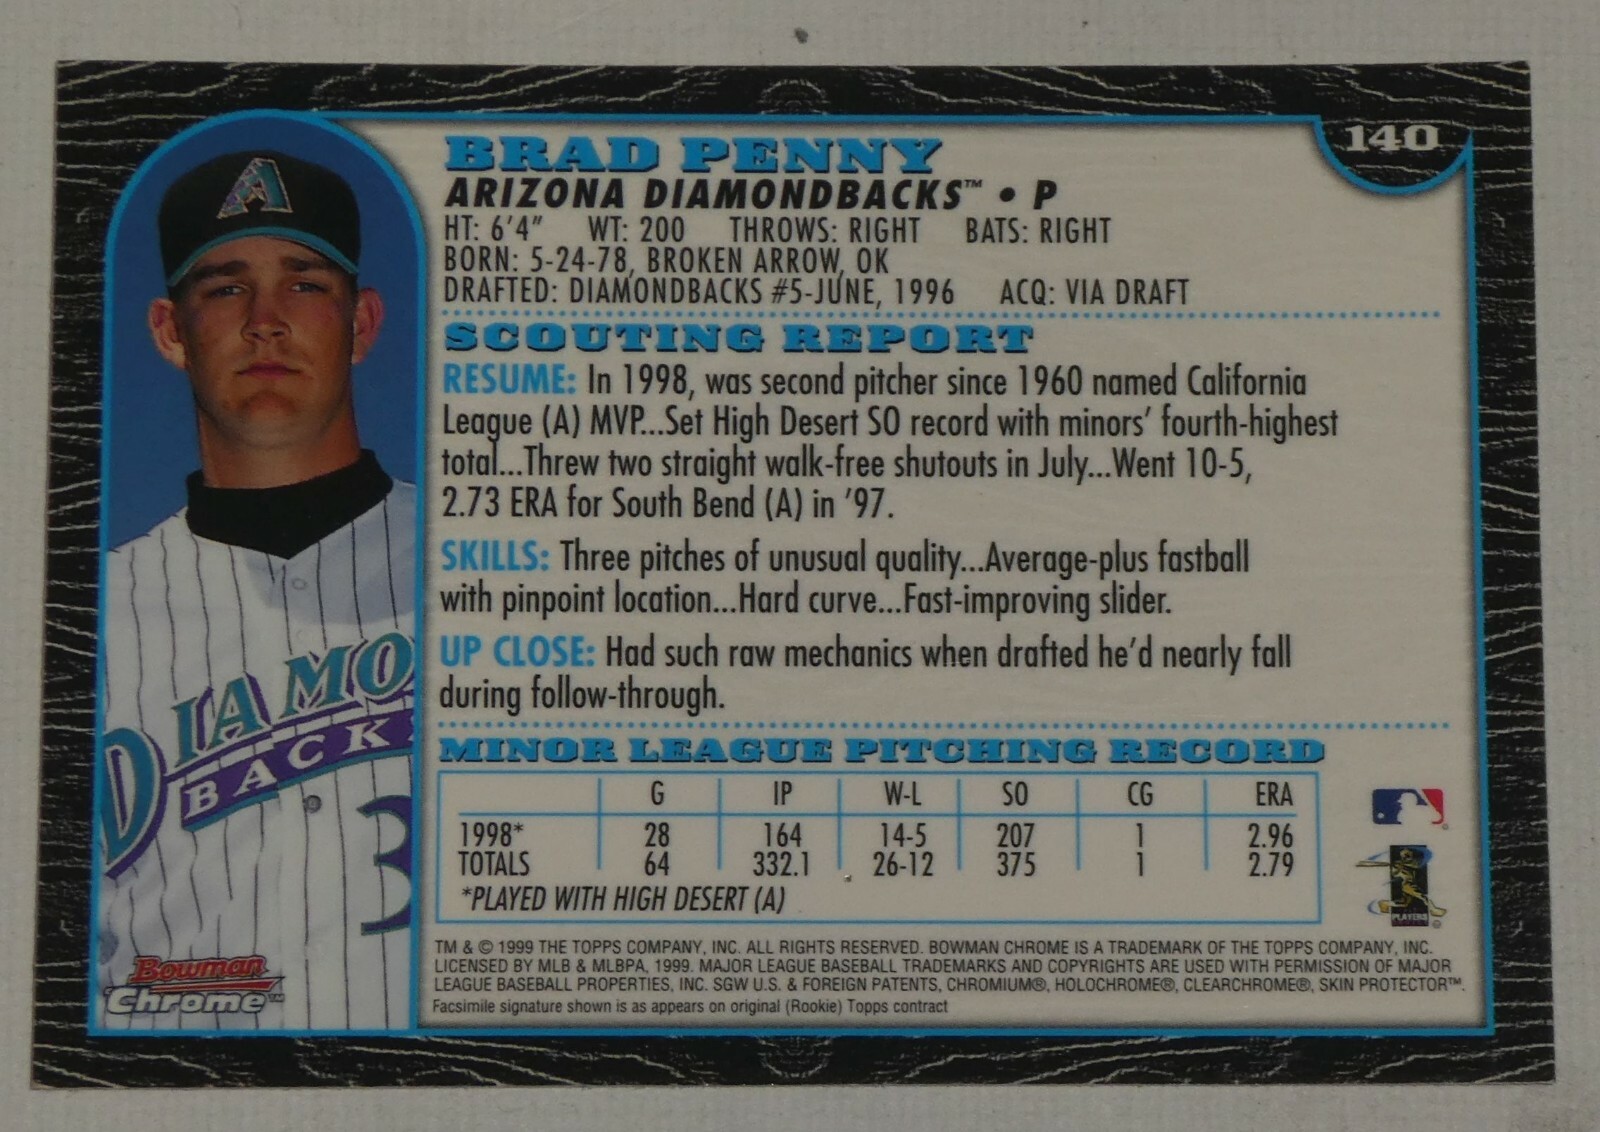 140
BRAD PENNY
ARIZONA DIAMONDBACKS™ • P
HT: 6'4" WT: 200 THROWS: RIGHT BATS: RIGHT
BORN: 5-24-78, BROKEN ARROW, OK
DRAFTED: DIAMONDBACKS #5-JUNE, 1996 ACQ: VIA DRAFT
SCOUTING REPORT
RESUME: In 1998, was second pitcher since 1960 named California
League (A) MVP...Set High Desert SO record with minors' fourth-highest
total...Threw two straight walk-free shutouts in July...Went 10-5,
2.73 ERA for South Bend (A) in '97.
SKILLS: Three pitches of unusual quality...Average-plus fastball
with pinpoint location...Hard curve...Fast-improving slider.
UP CLOSE: Had such raw mechanics when drafted he'd nearly fall
during follow-through.
MINOR LEAGUE PITCHING RECORD
G IP W-L SO CG ERA
1998* 28 164 14-5 207 1 2.96
TOTALS 64 332.1 26-12 375 1 2.79
*PLAYED WITH HIGH DESERT (A)
TM & © 1999 THE TOPPS COMPANY, INC. ALL RIGHTS RESERVED. BOWMAN CHROME IS A TRADEMARK OF THE TOPPS COMPANY, INC.
LICENSED BY MLB & MLBPA, 1999. MAJOR LEAGUE BASEBALL TRADEMARKS AND COPYRIGHTS ARE USED WITH PERMISSION OF MAJOR
LEAGUE BASEBALL PROPERTIES, INC. SGW U.S. & FOREIGN PATENTS, CHROMIUM®, HOLOCHROME®, CLEARCHROME®, SKIN PROTECTOR™.
Facsimile signature shown is as appears on original (Rookie) Topps contract
A
DIAMO
BACK
3
Bowman
Chrome™
PLAYERS